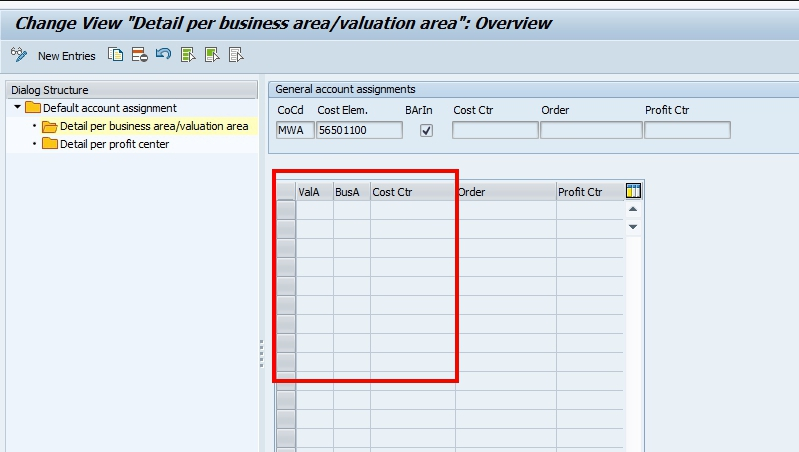 Change View "Detail per business area/valuation area": Overview
New Entries
Dialog Structure
Default account assignment
Detail per business area/valuation area
Detail per profit center
General account assignments
CoCd Cost Elem. BArIn Cost Ctr Order Profit Ctr
MWA 56501100
ValA BusA Cost Ctr Order Profit Ctr